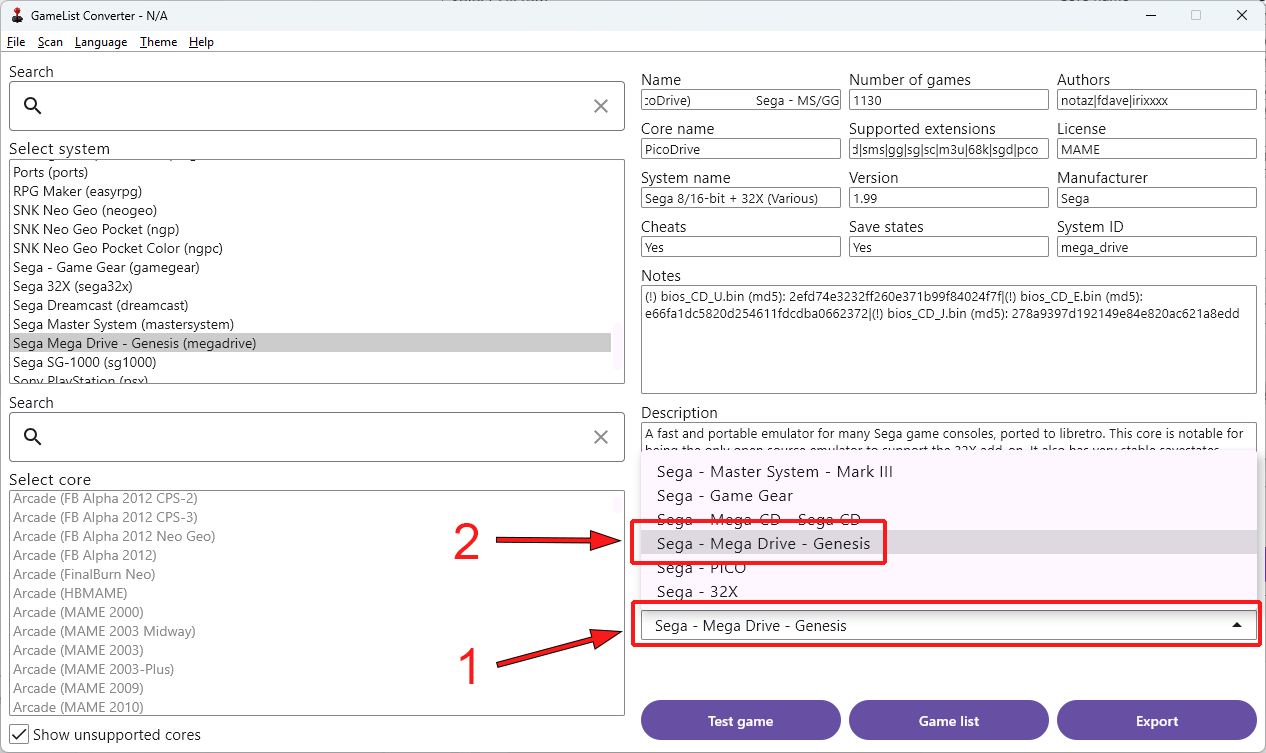 GameList Converter - N/A
File Scan Language Theme Help
Search
Select system
Ports (ports)
RPG Maker (easyrpg)
SNK Neo Geo (neogeo)
SNK Neo Geo Pocket (ngp)
SNK Neo Geo Pocket Color (ngpc)
Sega - Game Gear (gamegear)
Sega 32X (sega32x)
Sega Dreamcast (dreamcast)
Sega Master System (mastersystem)
Sega Mega Drive - Genesis (megadrive)
Sega SG-1000 (sg1000)
Sony PlayStation (psx)
Search
Select core
Arcade (FB Alpha 2012 CPS-2)
Arcade (FB Alpha 2012 CPS-3)
Arcade (FB Alpha 2012 Neo Geo)
Arcade (FB Alpha 2012)
Arcade (FinalBurn Neo)
Arcade (HBMAME)
Arcade (MAME 2000)
Arcade (MAME 2003 Midway)
Arcade (MAME 2003)
Arcade (MAME 2003-Plus)
Arcade (MAME 2009)
Arcade (MAME 2010)
Show unsupported cores
Name Number of games Authors
coDrive) Sega - MS/GG 1130 notaz|fdave|irixxxx
Core name Supported extensions License
PicoDrive d|sms|gg|sg|sc|m3u|68k|sgd|pco MAME
System name Version Manufacturer
Sega 8/16-bit + 32X (Various) 1.99 Sega
Cheats Save states System ID
Yes Yes mega_drive
Notes
(!) bios_CD_U.bin (md5): 2efd74e3232ff260e371b99f84024f7f|(!) bios_CD_E.bin (md5):
e66fa1dc5820d254611fdcdba0662372|(!) bios_CD_J.bin (md5): 278a9397d192149e84e820ac621a8edd
Description
A fast and portable emulator for many Sega game consoles, ported to libretro. This core is notable for
being the only open source emulator to support the 32X add-on. It also has very stable savestates
Sega - Master System - Mark III
Sega - Game Gear
Sega - Mega-CD - Sega CD
2 Sega - Mega Drive - Genesis
Sega - PICO
Sega - 32X
1 Sega - Mega Drive - Genesis
Test game Game list Export